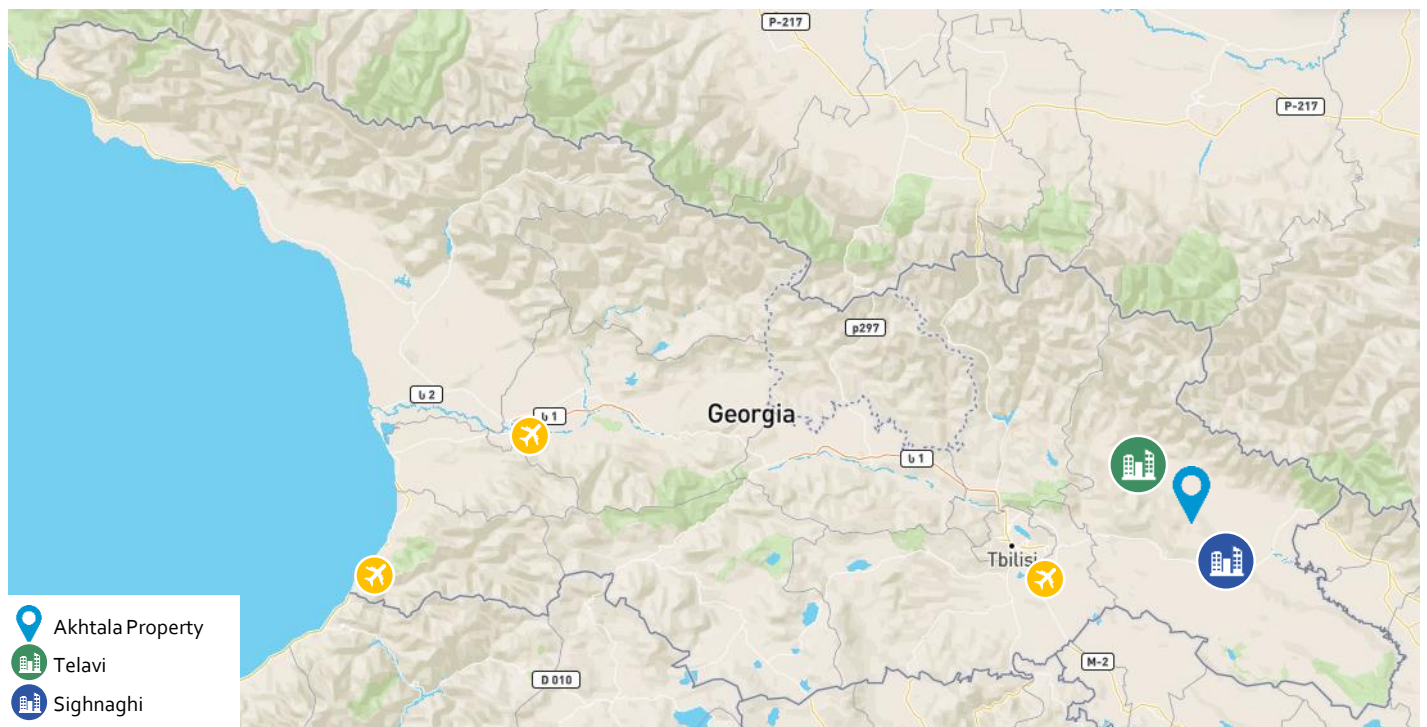 P-217
P-217
p297
ს 2
ს 1
Georgia
ს 1
Tbilisi
M-2
D 010
Akhtala Property
Telavi
Sighnaghi